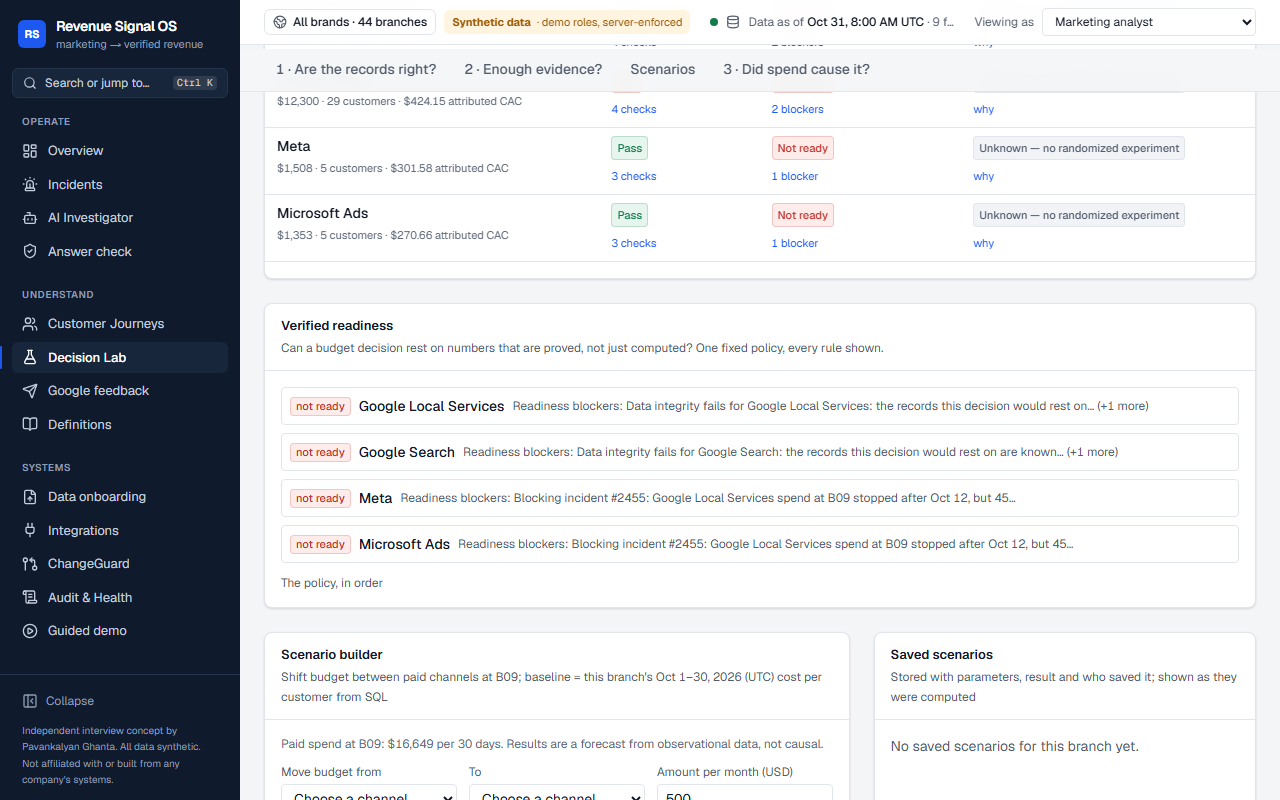 RS
Revenue Signal OS
marketing → verified revenue
Search or jump to...
Ctrl K
OPERATE
Overview
Incidents
AI Investigator
Answer check
UNDERSTAND
Customer Journeys
Decision Lab
Google feedback
Definitions
SYSTEMS
Data onboarding
Integrations
ChangeGuard
Audit & Health
Guided demo
Collapse
Independent interview concept by
Pavankalyan Ghanta. All data synthetic.
Not affiliated with or built from any
company's systems.
All brands · 44 branches
Synthetic data · demo roles, server-enforced
Data as of Oct 31, 8:00 AM UTC · 9 f…
Viewing as
Marketing analyst
1 · Are the records right?
2 · Enough evidence?
Scenarios
3 · Did spend cause it?
$12,300 · 29 customers · $424.15 attributed CAC
4 checks
2 blockers
why
Meta
Pass
Not ready
Unknown — no randomized experiment
$1,508 · 5 customers · $301.58 attributed CAC
3 checks
1 blocker
why
Microsoft Ads
Pass
Not ready
Unknown — no randomized experiment
$1,353 · 5 customers · $270.66 attributed CAC
3 checks
1 blocker
why
Verified readiness
Can a budget decision rest on numbers that are proved, not just computed? One fixed policy, every rule shown.
not ready Google Local Services Readiness blockers: Data integrity fails for Google Local Services: the records this decision would rest on… (+1 more)
not ready Google Search Readiness blockers: Data integrity fails for Google Search: the records this decision would rest on are known… (+1 more)
not ready Meta Readiness blockers: Blocking incident #2455: Google Local Services spend at B09 stopped after Oct 12, but 45…
not ready Microsoft Ads Readiness blockers: Blocking incident #2455: Google Local Services spend at B09 stopped after Oct 12, but 45…
The policy, in order
Scenario builder
Shift budget between paid channels at B09; baseline = this branch's Oct 1–30, 2026 (UTC) cost per
customer from SQL
Paid spend at B09: $16,649 per 30 days. Results are a forecast from observational data, not causal.
Move budget from
To
Amount per month (USD)
Choose a channel
Choose a channel
500
Saved scenarios
Stored with parameters, result and who saved it; shown as they
were computed
No saved scenarios for this branch yet.